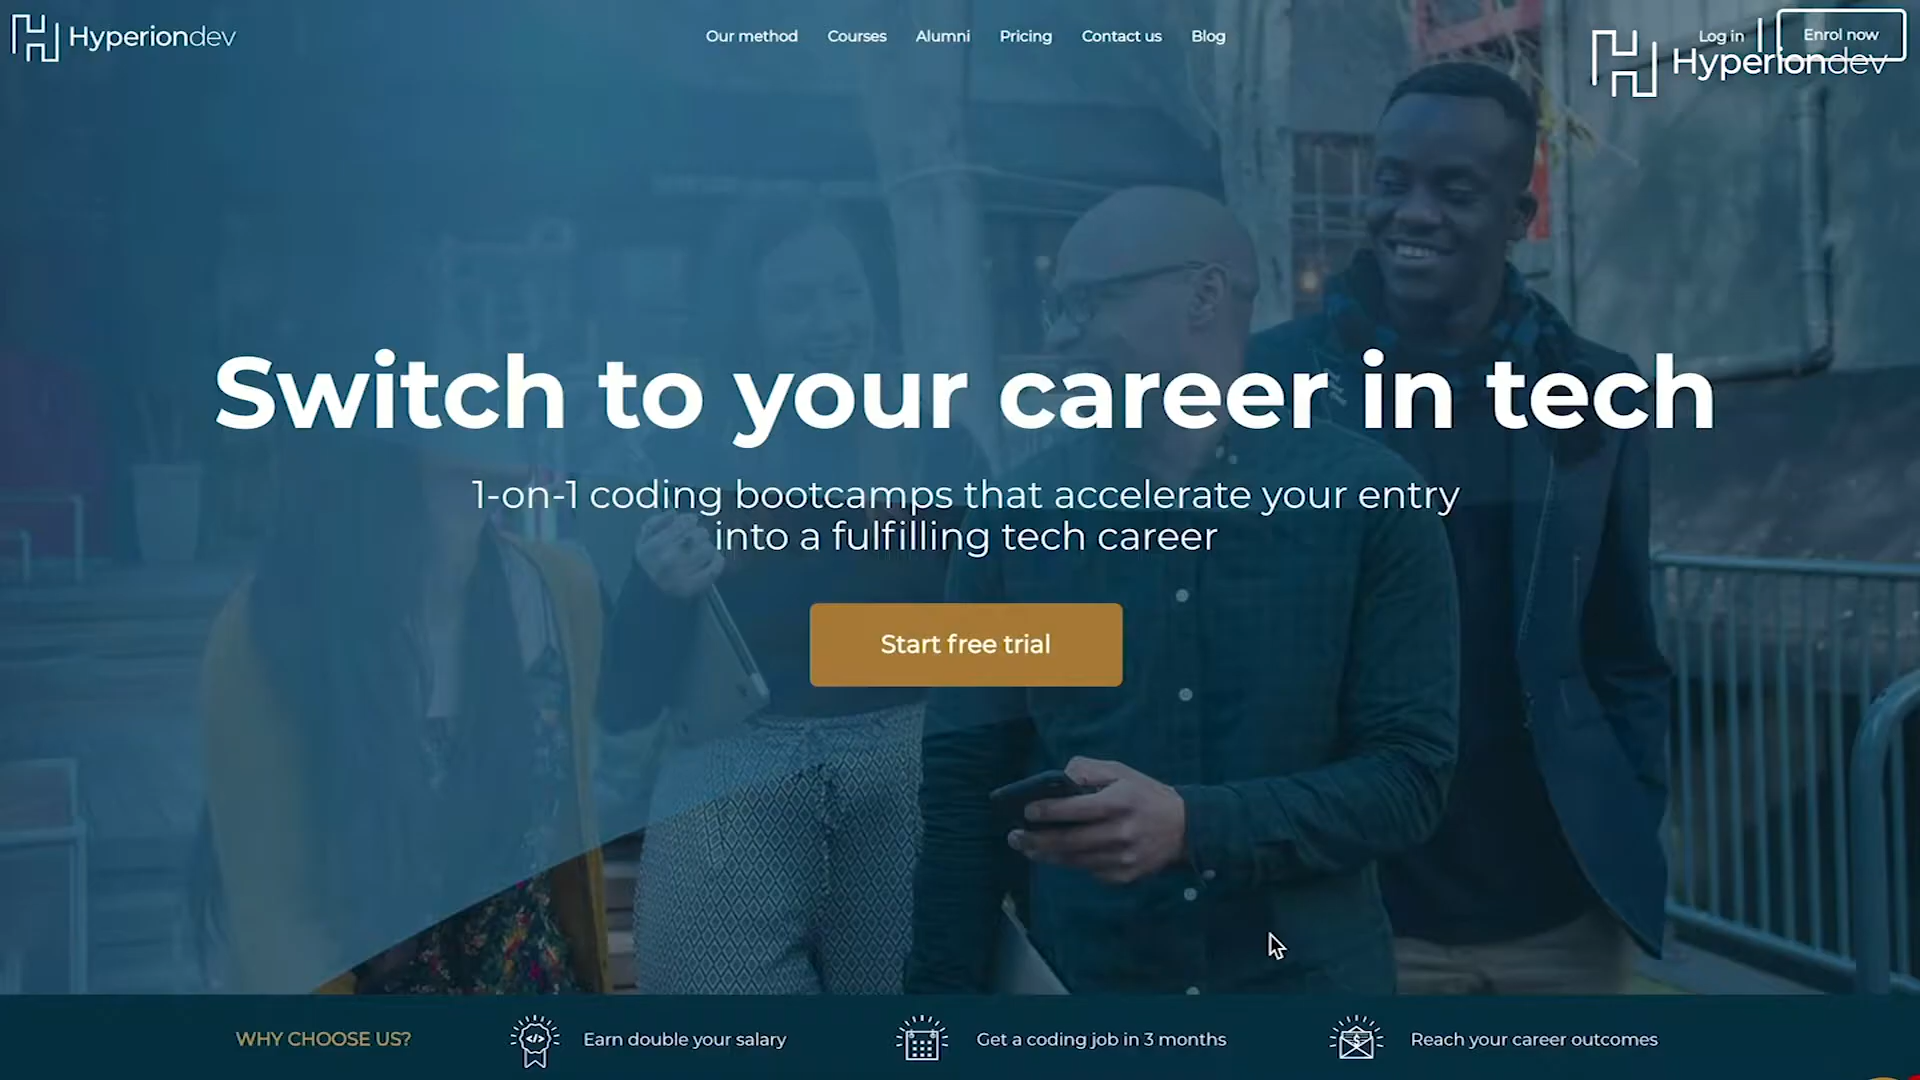 Hyperiondev
Our method
Courses
Alumni
Pricing
Contact us
Blog
Log in
Enrol now
Hyperiondev
Switch to your career in tech
1-on-1 coding bootcamps that accelerate your entry
into a fulfilling tech career
Start free trial
WHY CHOOSE US?
Earn double your salary
Get a coding job in 3 months
Reach your career outcomes